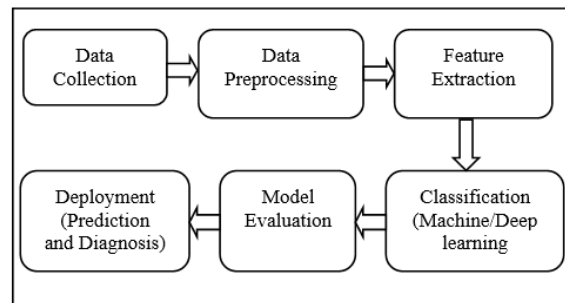 Data
Collection
Data
Preprocessing
Feature
Extraction
Deployment
(Prediction
and Diagnosis)
Model
Evaluation
Classification
(Machine/Deep
learning